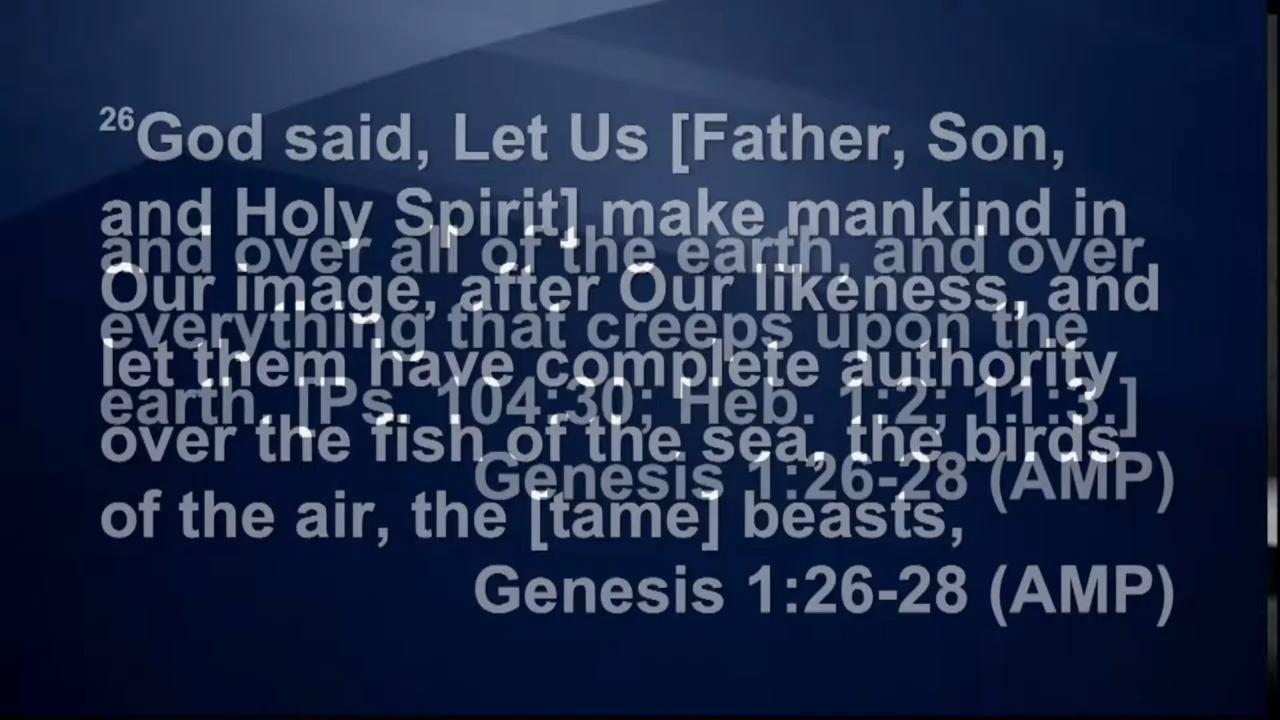 26God said, Let Us [Father, Son,
and Holy Spirit] make mankind in
Our image, after Our likeness, and
let them have complete authority
over the fish of the sea, the birds
of the air, the [tame] beasts,
Genesis 1:26-28 (AMP)
and over all of the earth, and over
everything that creeps upon the
earth. [Ps. 104:30; Heb. 1:2; 11:3.]
Genesis 1:26-28 (AMP)